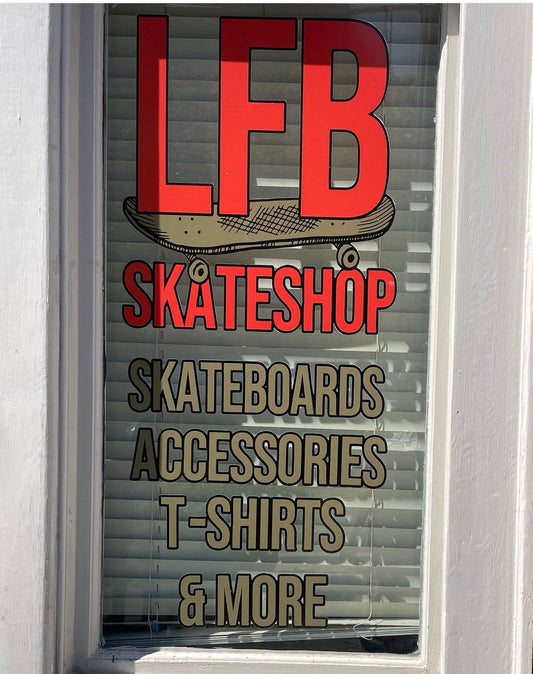 LFB
SKATESHOP
SKATEBOARDS
ACCESSORIES
T-SHIRTS
& MORE